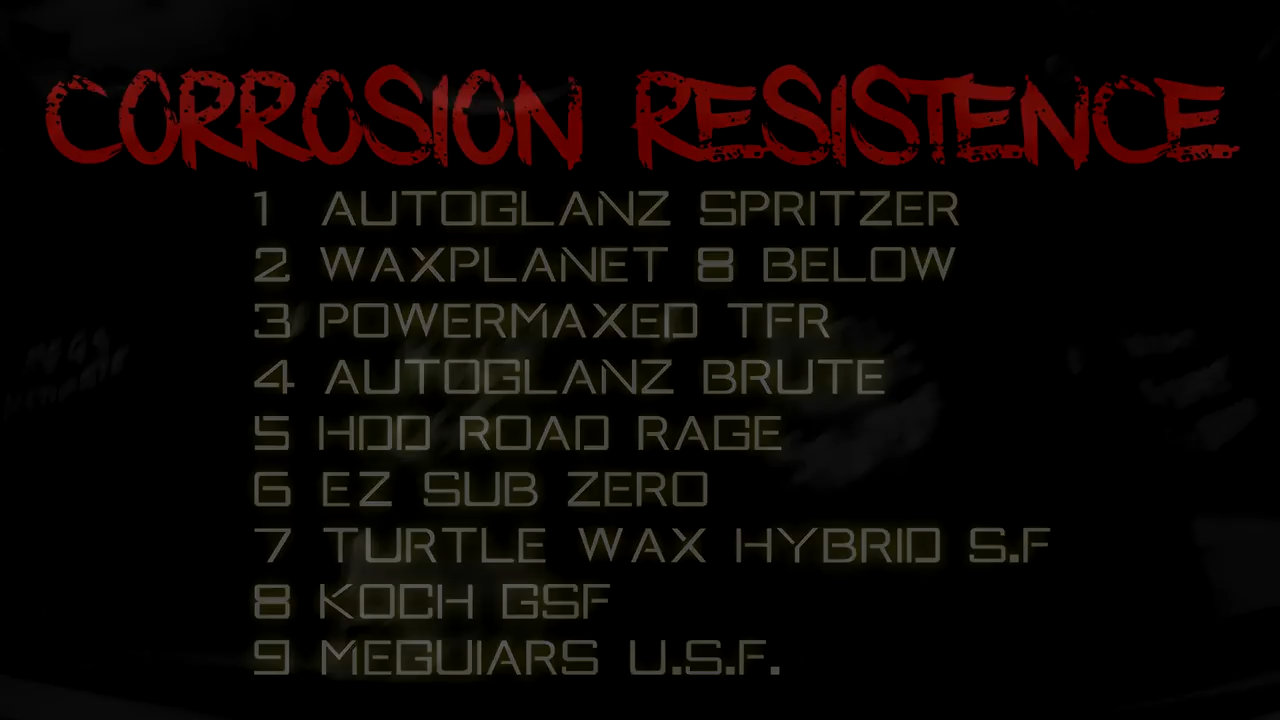 CORROSION RESISTENCE
1 AUTOGLANZ SPRITZER
2 WAXPLANET 8 BELOW
3 POWERMAXED TFR
4 AUTOGLANZ BRUTE
5 HDD ROAD RAGE
6 EZ SUB ZERO
7 TURTLE WAX HYBRID S.F
8 KOCH GSF
9 MEGUIARS U.S.F.